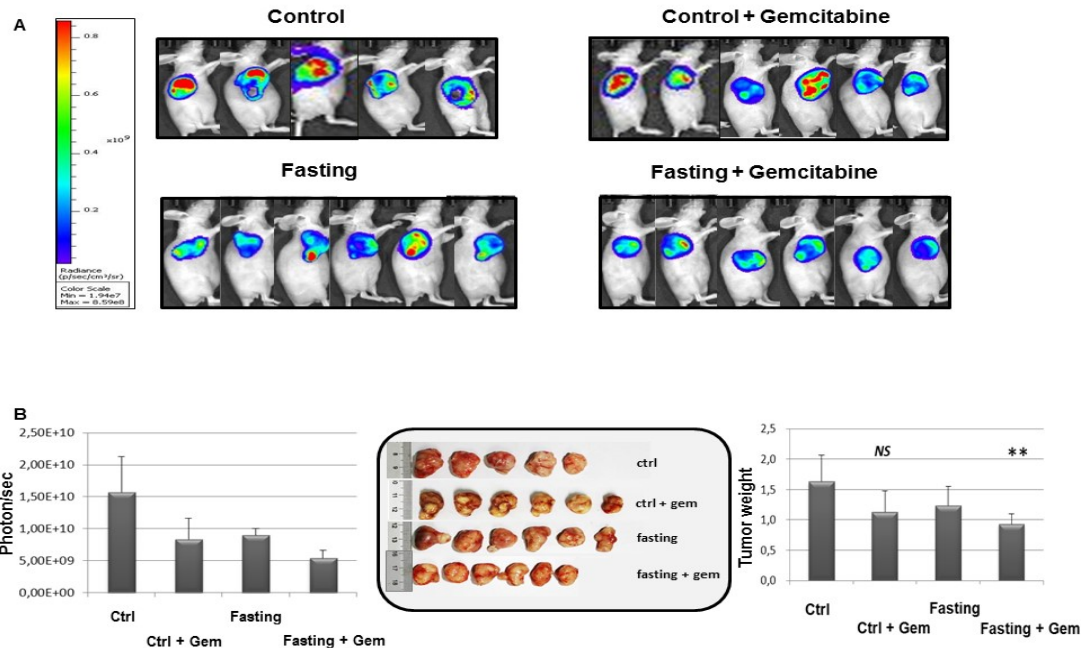 A
Control
Control + Gemcitabine
0.8
0.6
×10⁹
0.4
0.2
Radiance
(p/sec/cm²/sr)
Color Scale
Min = 1.94e7
Max = 8.59e8
Fasting
Fasting + Gemcitabine
B
Photon/sec
2,50E+10
2,00E+10
1,50E+10
1,00E+10
5,00E+09
0,00E+00
Ctrl
Ctrl + Gem
Fasting
Fasting + Gem
ctrl
ctrl + gem
fasting
fasting + gem
Tumor weight
2,5
2,0
1,5
1,0
0,5
0,0
NS
**
Ctrl
Ctrl + Gem
Fasting
Fasting + Gem